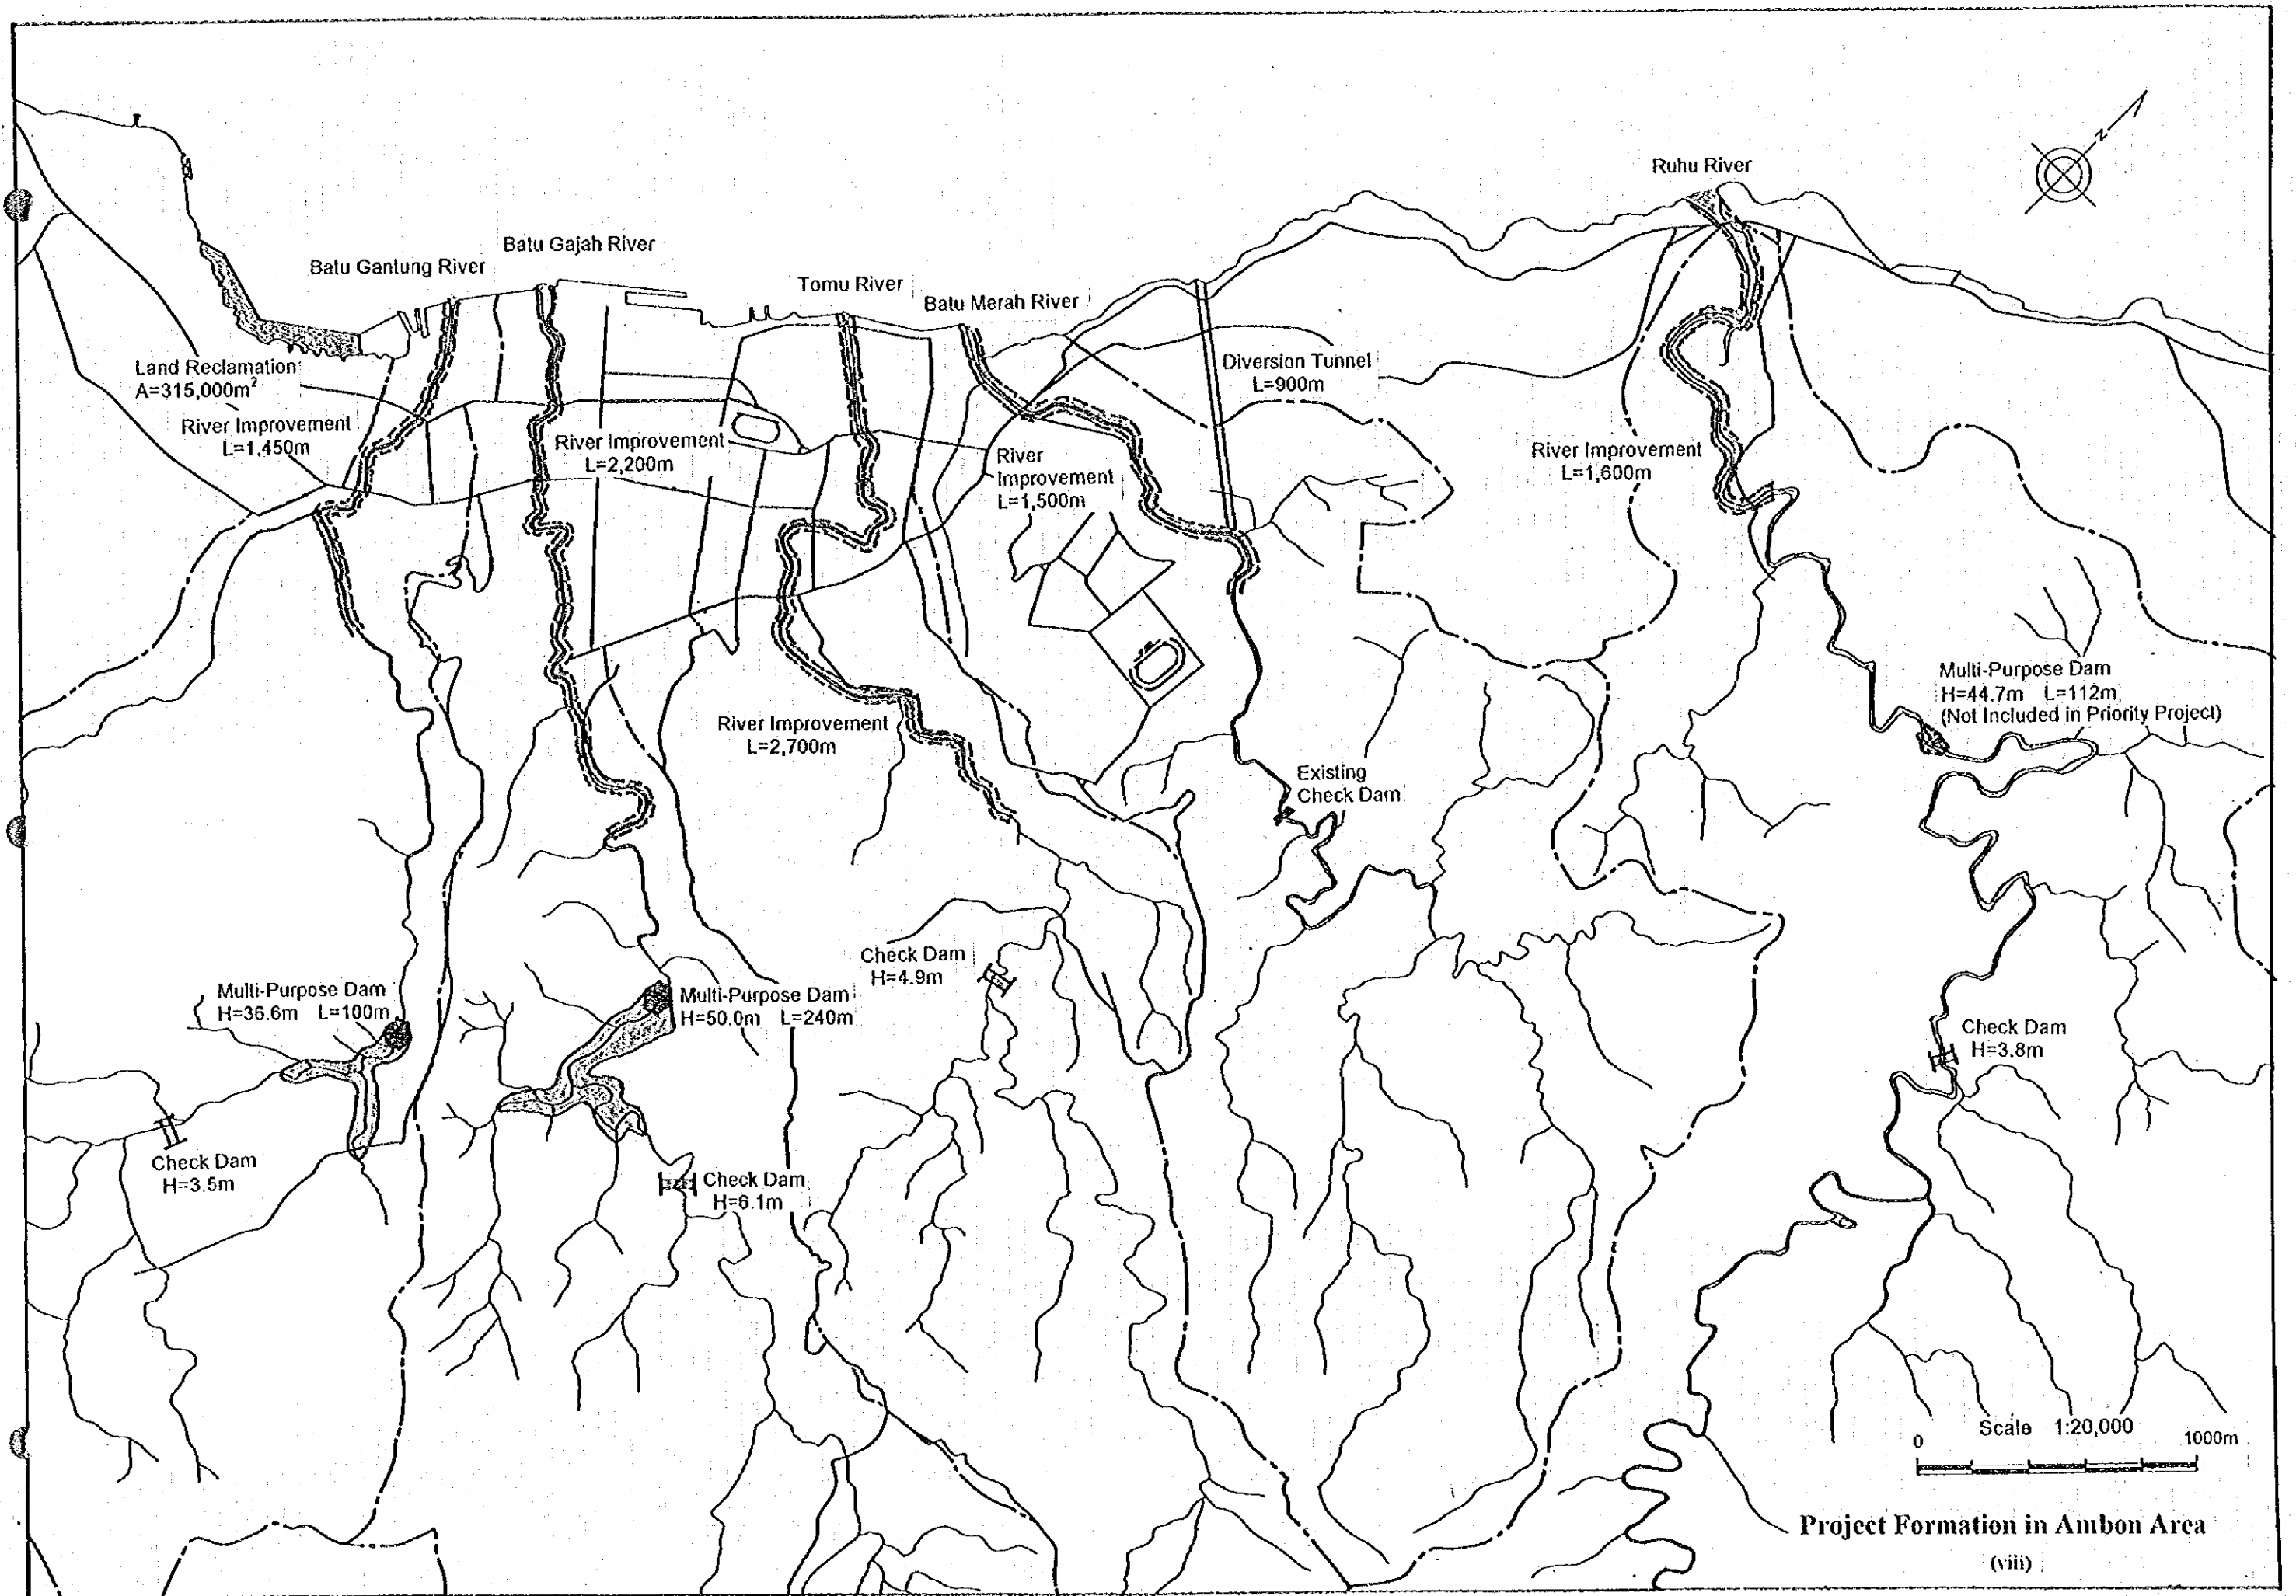 N
Ruhu River
Batu Gajah River
Batu Gantung River
Tomu River
Batu Merah River
Land Reclamation
A=315,000m²
River Improvement
L=1,450m
River Improvement
L=2,200m
River
Improvement
L=1,500m
Diversion Tunnel
L=900m
River Improvement
L=1,600m
Multi-Purpose Dam
H=44.7m L=112m
(Not Included in Priority Project)
River Improvement
L=2,700m
Existing
Check Dam
Check Dam
H=4.9m
Multi-Purpose Dam
H=36.6m L=100m
Multi-Purpose Dam
H=50.0m L=240m
Check Dam
H=3.8m
Check Dam
H=3.5m
Check Dam
H=6.1m
Scale 1:20,000
0 1000m
Project Formation in Ambon Area
(viii)